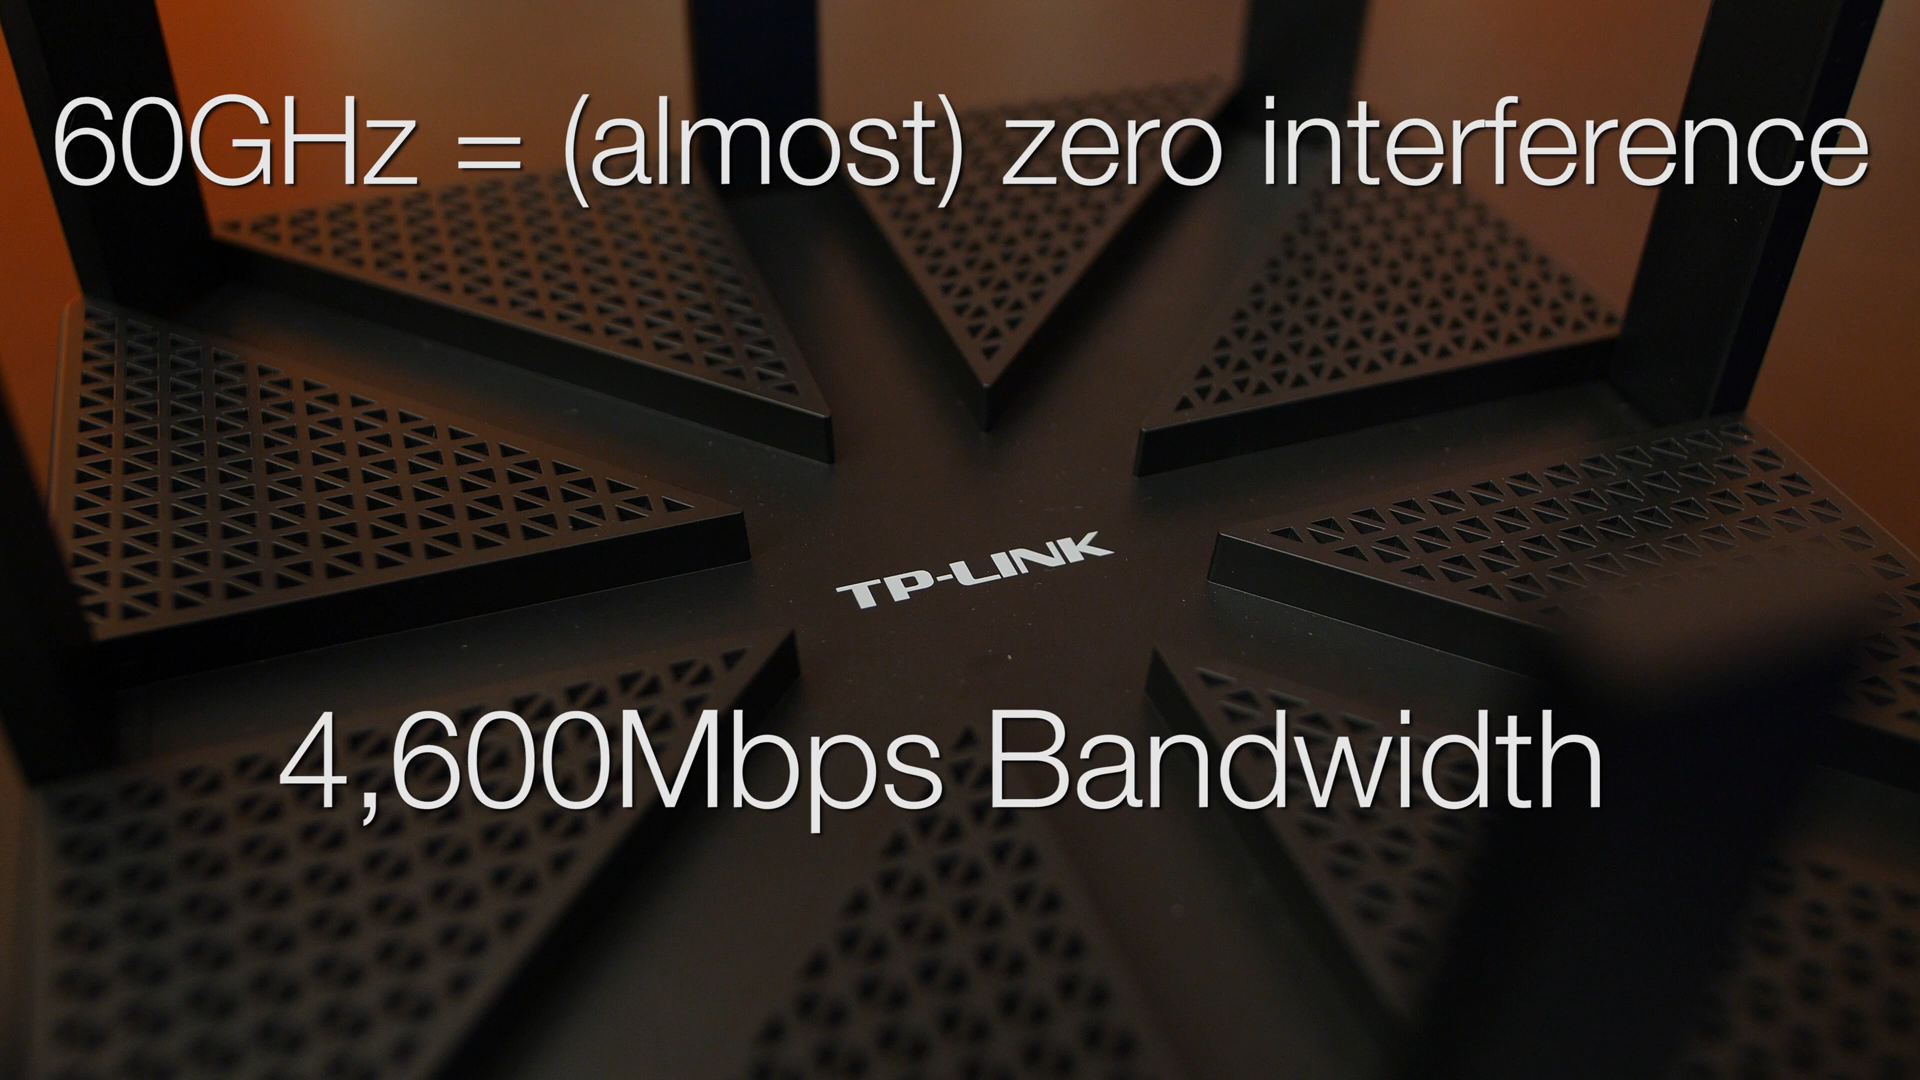 60GHz = (almost) zero interference
TP-LINK
4,600Mbps Bandwidth